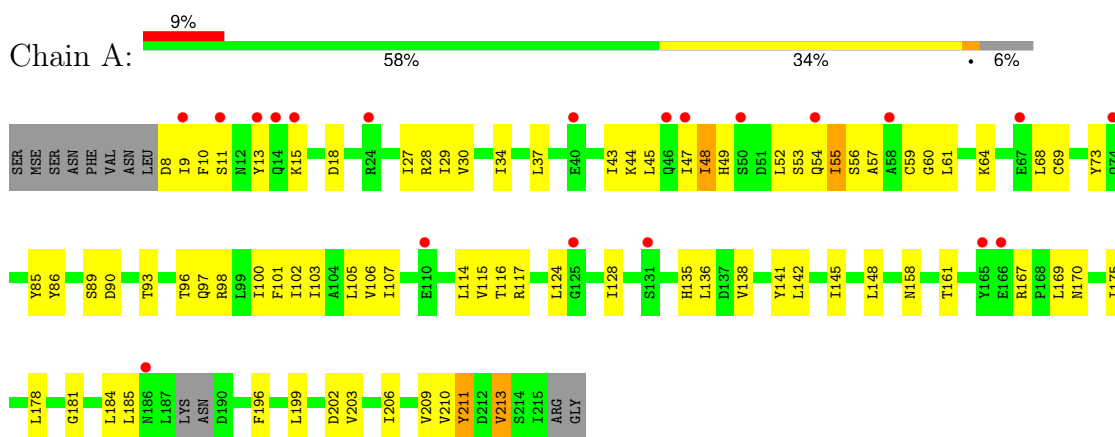 9%
Chain A:
58% 34% • 6%
SER MSE SER ASN PHE VAL ASN LEU D8 I9 F10 S11 N12 Y13 Q14 K15 D18 R24 I27 R28 I29 V30 I34 L37 E40 I43 K44 L45 Q46 I47 I48 H49 S50 D51 L52 S53 Q54 I55 S56 A57 A58 C59 G60 L61 K64 E67 L68 C69 Y73
Y85 Y86 S89 D90 T93 T96 Q97 R98 L99 I100 F101 I102 I103 A104 L105 V106 I107 E110 L114 V115 T116 R117 L124 G125 I128 S131 H135 L136 D137 V138 Y141 L142 I145 L148 N158 T161 Y165 E166 R167 P168 L169 N170 I175
L178 G181 L184 L185 N186 L187 LYS ASN D190 F196 L199 D202 V203 I206 V209 V210 Y211 D212 V213 S214 I215 ARG GLY